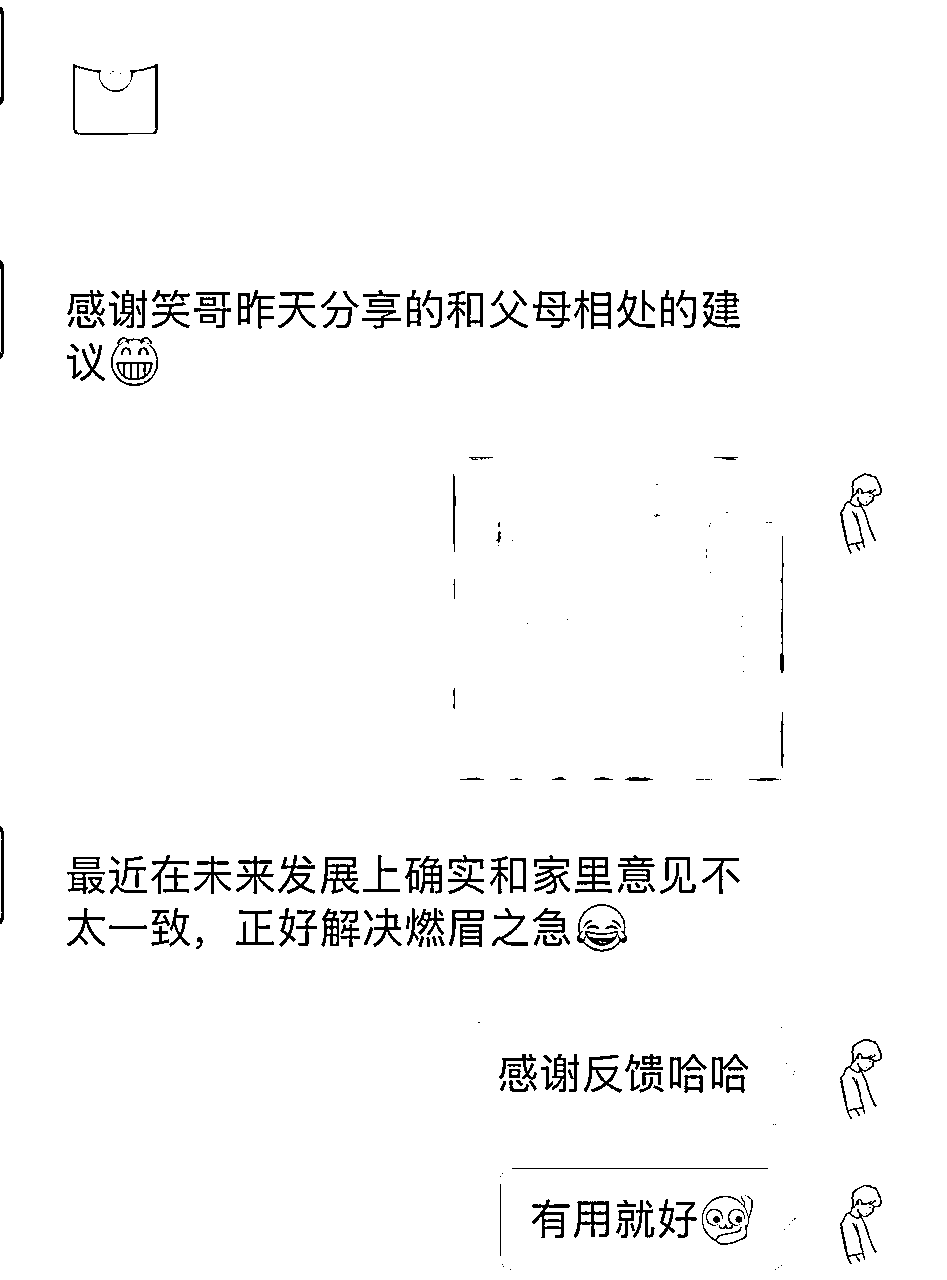 感谢笑哥昨天分享的和父母相处的建
议😁
最近在未来发展上确实和家里意见不
太一致，正好解决燃眉之急😂
感谢反馈哈哈
有用就好